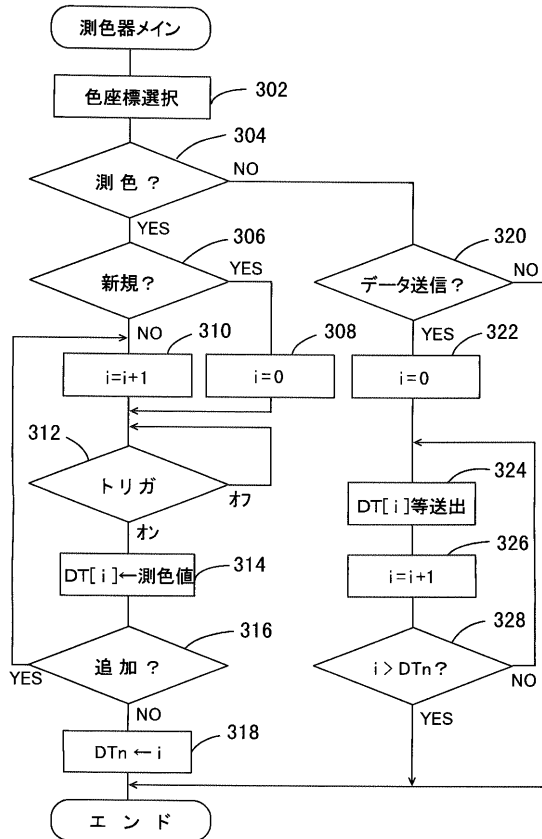 測色器メイン
色座標選択
302
304
測 色 ?
NO
YES
306
新規?
YES
NO
310
i=i+1
308
i=0
312
トリガ
オフ
オン
DT[i]←測色値
314
316
追加 ?
YES
NO
318
DTn ← i
エ ン ド
320
データ送信?
NO
YES
322
i=0
324
DT[i]等送出
326
i=i+1
328
i > DTn?
NO
YES